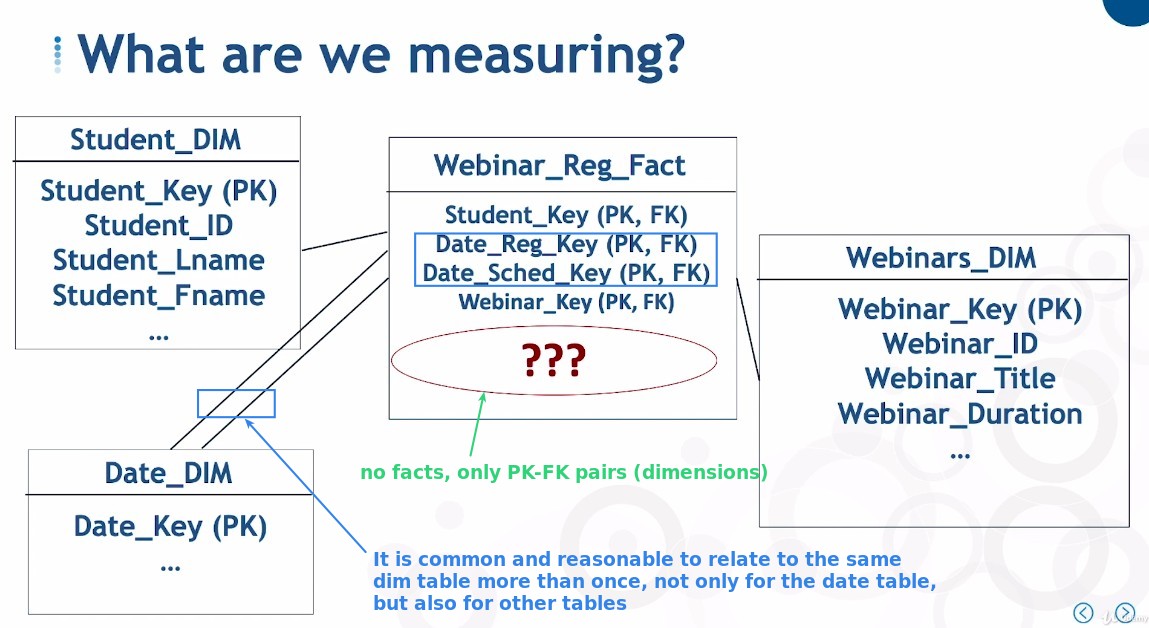 What are we measuring?
Student_DIM
Student_Key (PK)
Student_ID
Student_Lname
Student_Fname
...
Webinar_Reg_Fact
Student_Key (PK, FK)
Date_Reg_Key (PK, FK)
Date_Sched_Key (PK, FK)
Webinar_Key (PK, FK)
???
Webinars_DIM
Webinar_Key (PK)
Webinar_ID
Webinar_Title
Webinar_Duration
...
no facts, only PK-FK pairs (dimensions)
Date_DIM
Date_Key (PK)
...
It is common and reasonable to relate to the same
dim table more than once, not only for the date table,
but also for other tables